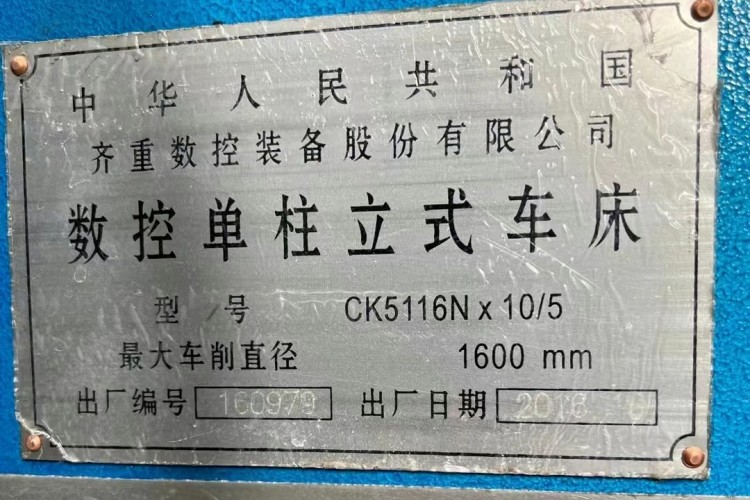 中华人民共和国
齐重数控装备股份有限公司
数控单柱立式车床
型号 CK5116N x 10/5
最大车削直径 1600 mm
出厂编号 160979 出厂日期 2016